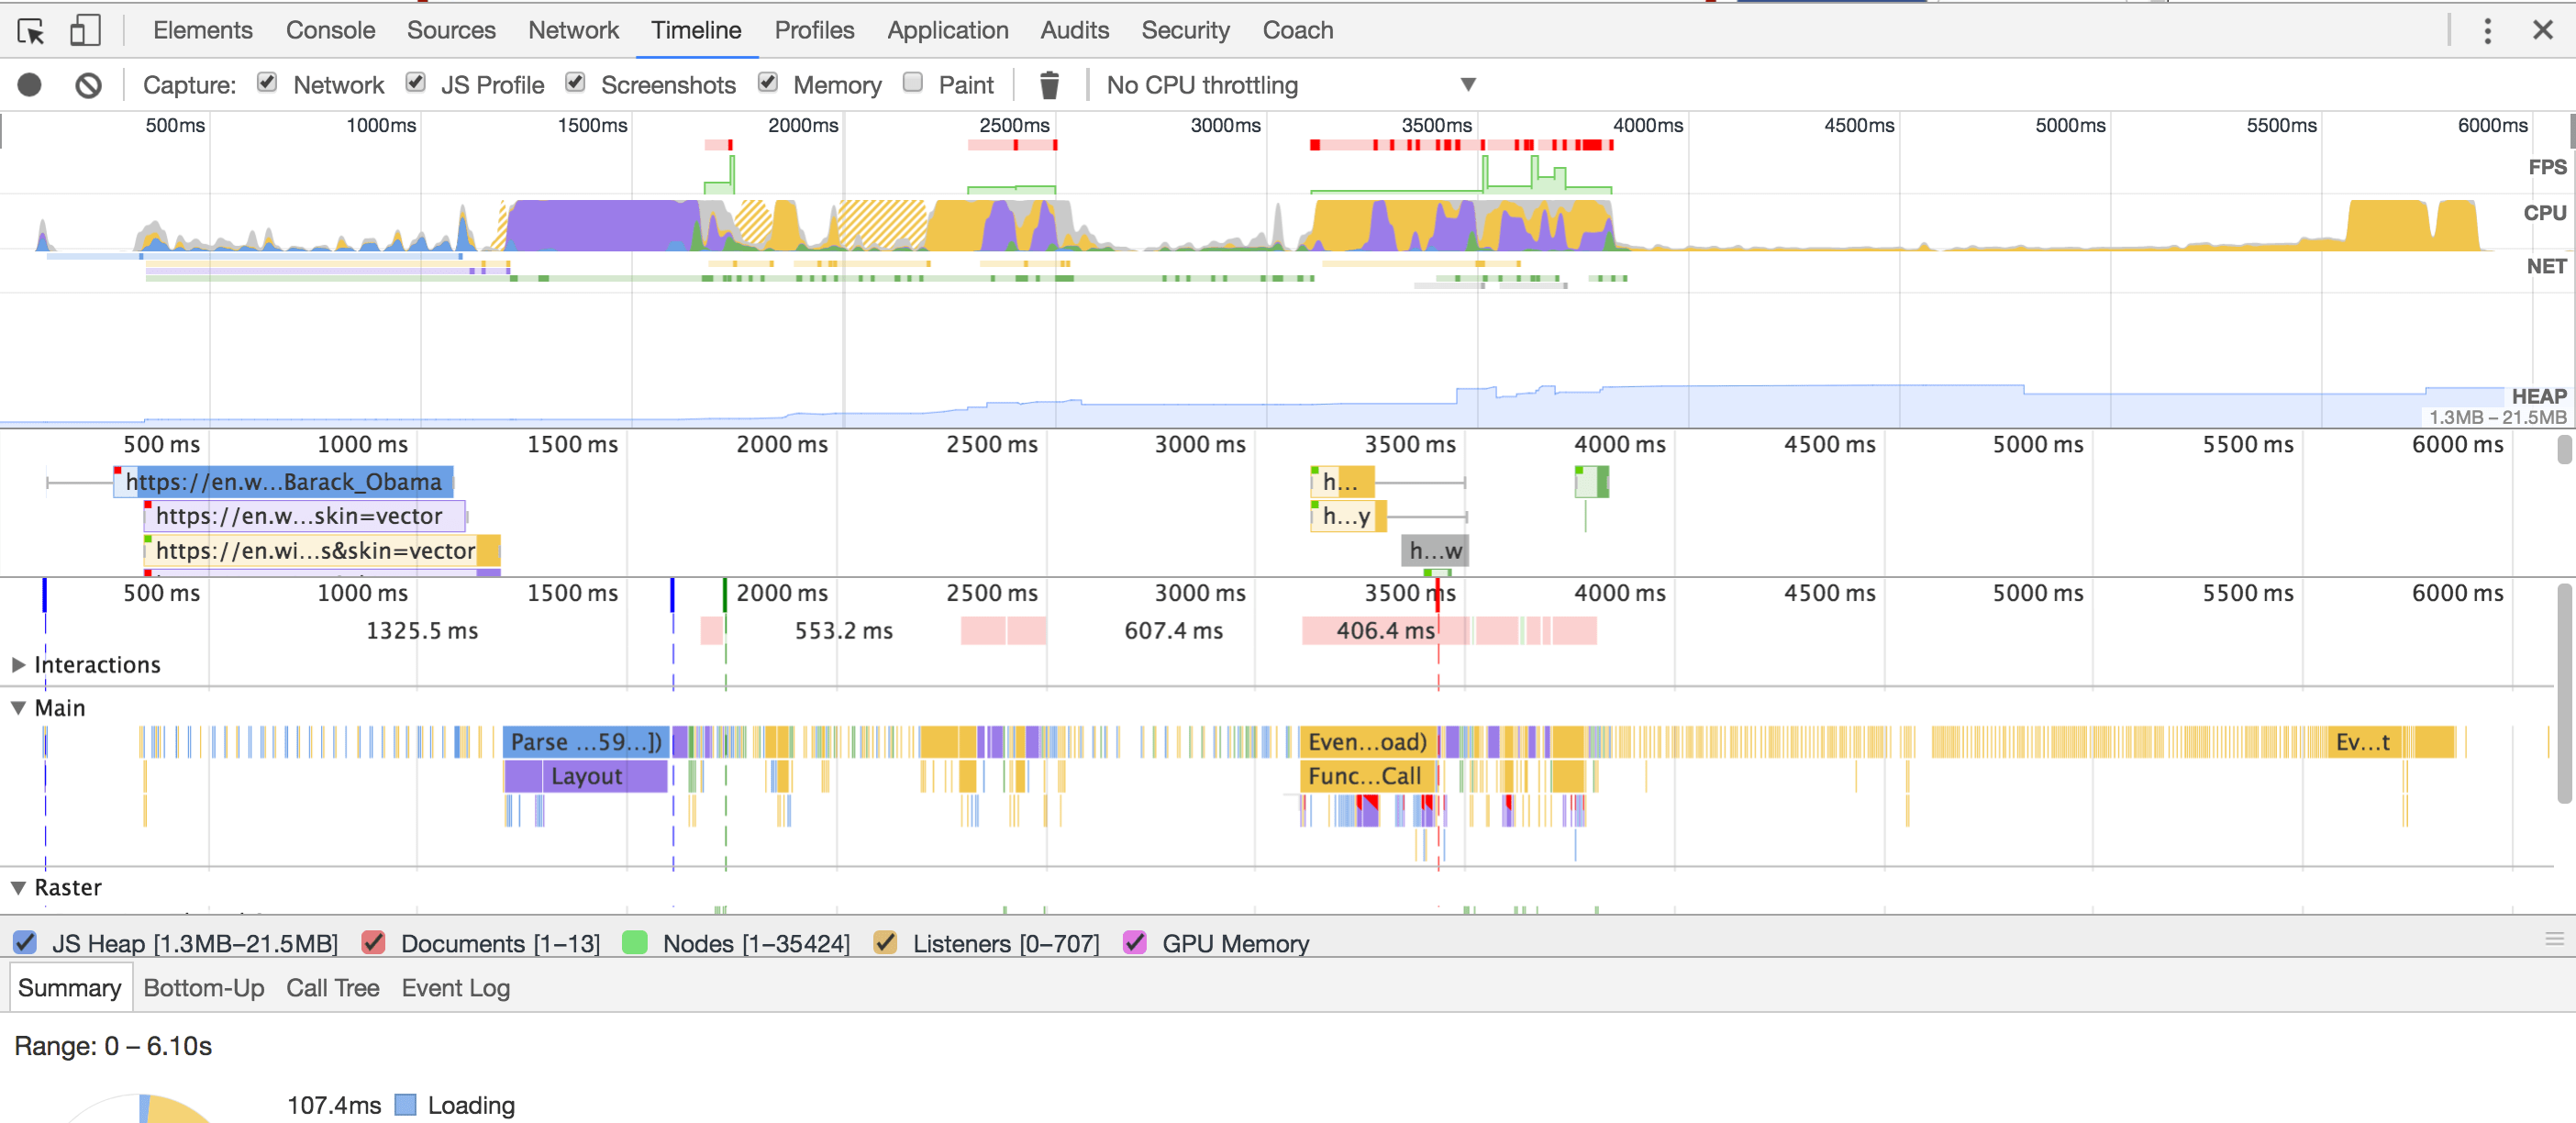 Elements Console Sources Network Timeline Profiles Application Audits Security Coach
Capture: Network JS Profile Screenshots Memory Paint No CPU throttling
500ms 1000ms 1500ms 2000ms 2500ms 3000ms 3500ms 4000ms 4500ms 5000ms 5500ms 6000ms
FPS
CPU
NET
HEAP
1.3MB – 21.5MB
500 ms 1000 ms 1500 ms 2000 ms 2500 ms 3000 ms 3500 ms 4000 ms 4500 ms 5000 ms 5500 ms 6000 ms
https://en.w...Barack_Obama h...
https://en.w...skin=vector h...y
https://en.wi...s&skin=vector h...w
500 ms 1000 ms 1500 ms 2000 ms 2500 ms 3000 ms 3500 ms 4000 ms 4500 ms 5000 ms 5500 ms 6000 ms
1325.5 ms 553.2 ms 607.4 ms 406.4 ms
Interactions
Main
Parse ...59...]) Even...oad) Ev...t
Layout Func...Call
Raster
JS Heap [1.3MB–21.5MB] Documents [1–13] Nodes [1–35424] Listeners [0–707] GPU Memory
Summary Bottom-Up Call Tree Event Log
Range: 0 – 6.10s
107.4ms Loading